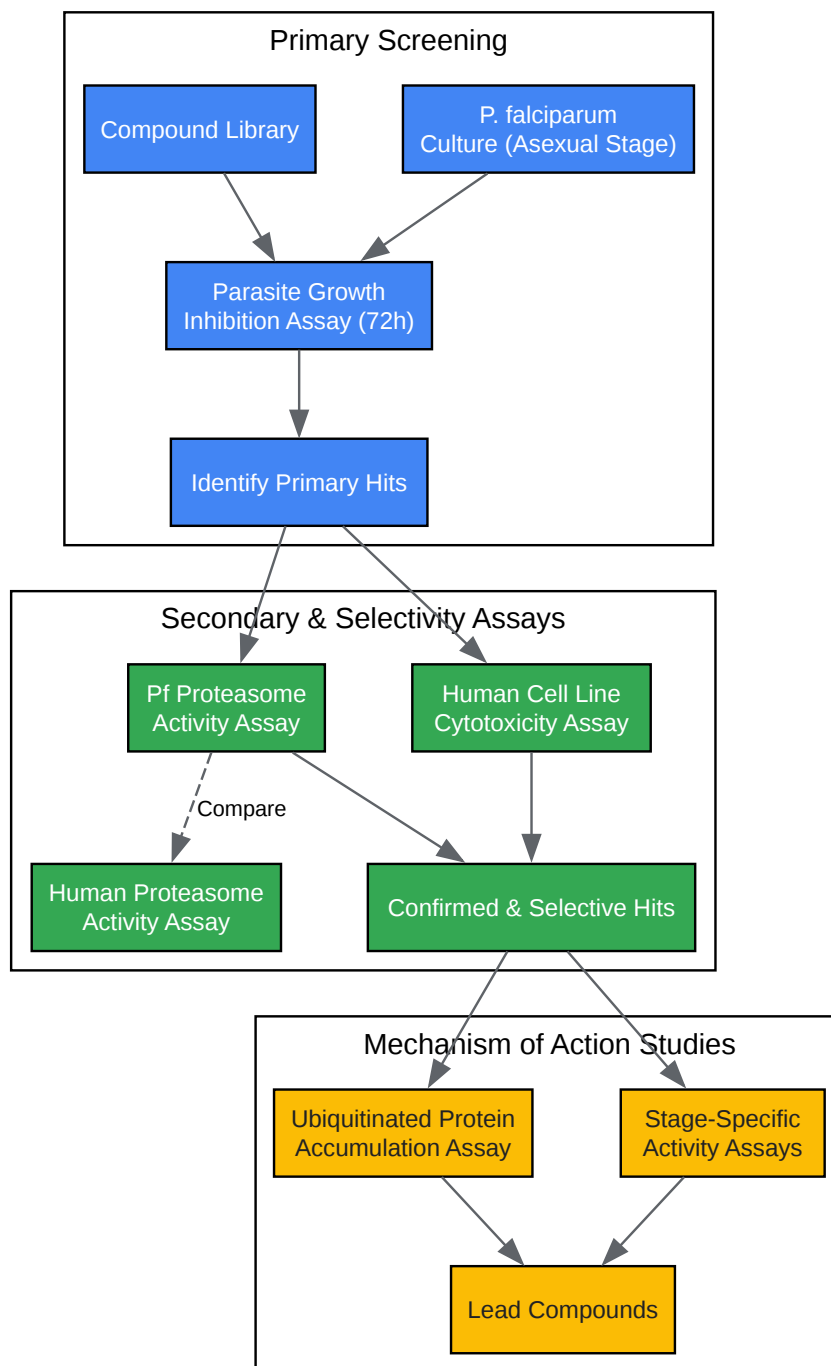 Primary Screening
Compound Library
P. falciparum
Culture (Asexual Stage)
Parasite Growth
Inhibition Assay (72h)
Identify Primary Hits
Secondary & Selectivity Assays
Pf Proteasome
Activity Assay
Human Cell Line
Cytotoxicity Assay
Compare
Human Proteasome
Activity Assay
Confirmed & Selective Hits
Mechanism of Action Studies
Ubiquitinated Protein
Accumulation Assay
Stage-Specific
Activity Assays
Lead Compounds